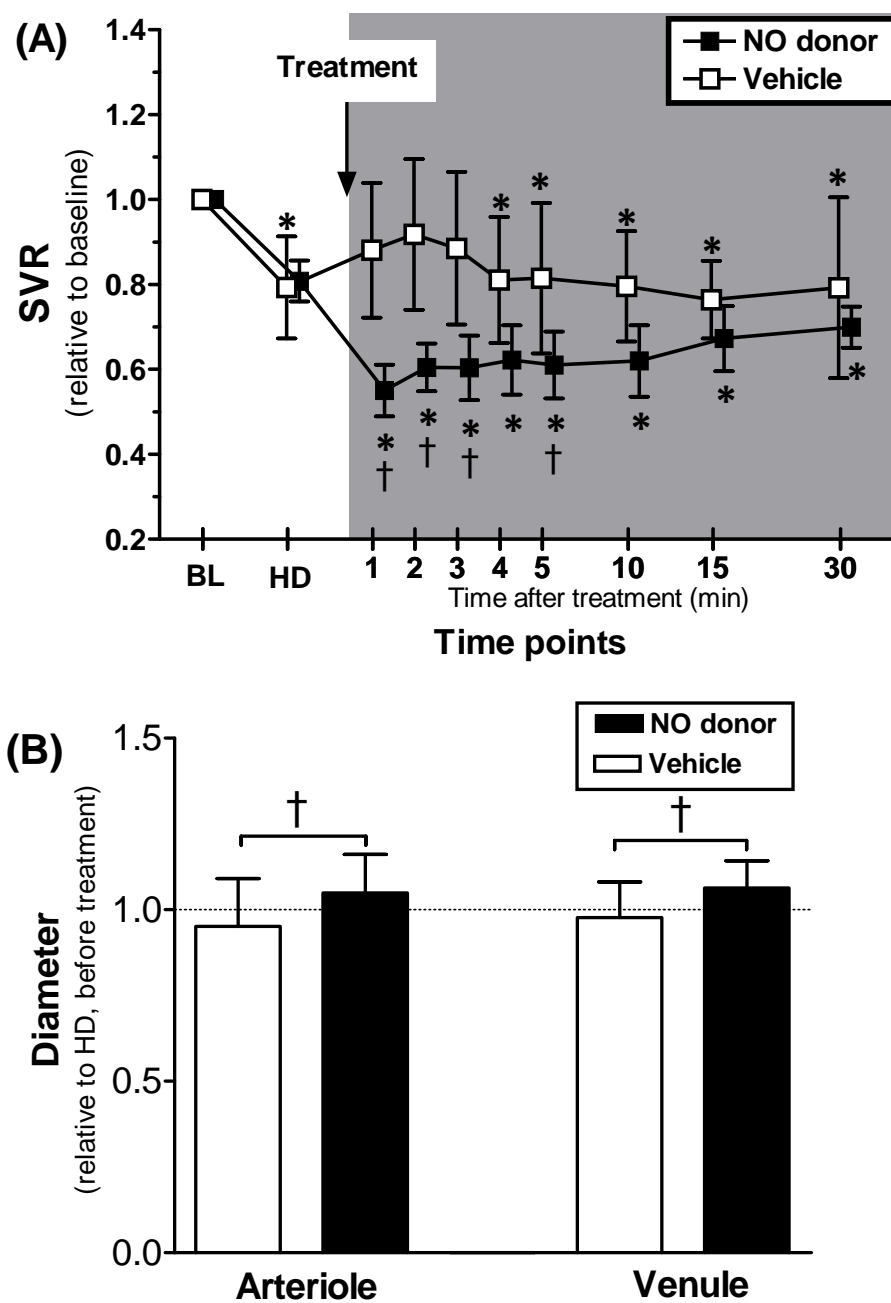 (A)
1.4
1.2
1.0
0.8
0.6
0.4
0.2
SVR
(relative to baseline)
Treatment
NO donor
Vehicle
*
* * * * *
* * * * * * * *
† † † †
BL HD 1 2 3 4 5 10 15 30
Time after treatment (min)
Time points
(B)
1.5
1.0
0.5
0.0
Diameter
(relative to HD, before treatment)
NO donor
Vehicle
† †
Arteriole Venule